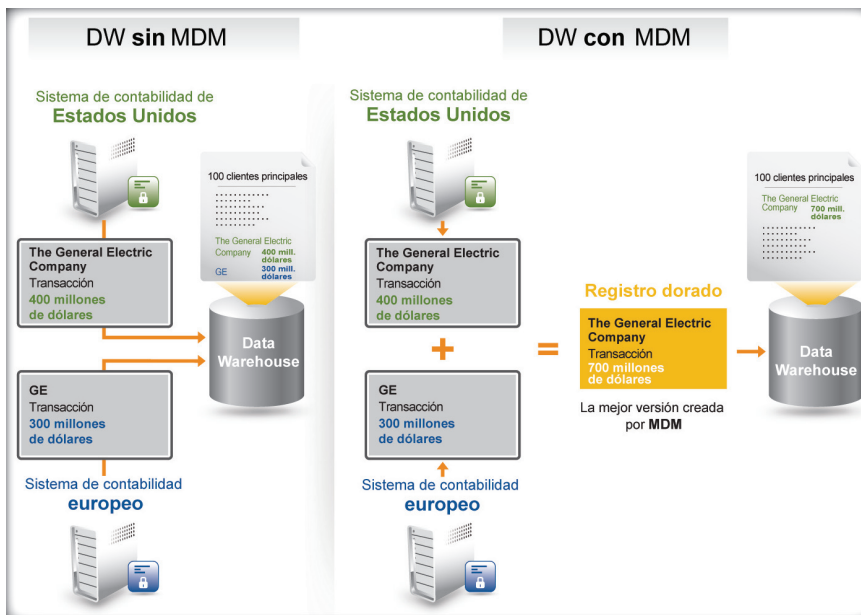 DW sin MDM
Sistema de contabilidad de
Estados Unidos
100 clientes principales
The General Electric
Company 400 mill.
dólares
GE 300 mill.
dólares
The General Electric
Company
Transacción
400 millones
de dólares
Data
Warehouse
GE
Transacción
300 millones
de dólares
Sistema de contabilidad
europeo
DW con MDM
Sistema de contabilidad de
Estados Unidos
The General Electric
Company
Transacción
400 millones
de dólares
+
GE
Transacción
300 millones
de dólares
Sistema de contabilidad
europeo
=
Registro dorado
The General Electric
Company
Transacción
700 millones
de dólares
La mejor versión creada
por MDM
100 clientes principales
The General Electric
Company 700 mill.
dólares
Data
Warehouse